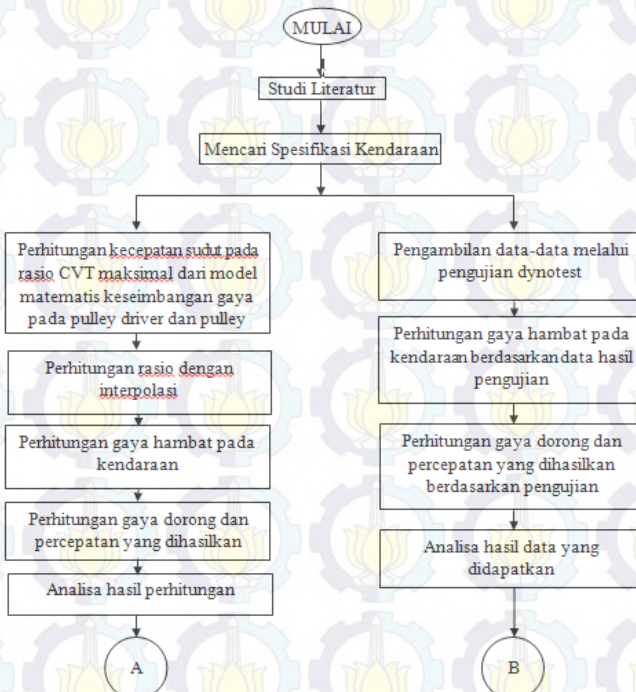 MULAI
Studi Literatur
Mencari Spesifikasi Kendaraan
Perhitungan kecepatan sudut pada
rasio CVT maksimal dari model
matematis keseimbangan gaya
pada pulley driver dan pulley
Perhitungan rasio dengan
interpolasi
Perhitungan gaya hambat pada
kendaraan
Perhitungan gaya dorong dan
percepatan yang dihasilkan
Analisa hasil perhitungan
A
Pengambilan data-data melalui
pengujian dynotest
Perhitungan gaya hambat pada
kendaraan berdasarkan data hasil
pengujian
Perhitungan gaya dorong dan
percepatan yang dihasilkan
berdasarkan pengujian
Analisa hasil data yang
didapatkan
B